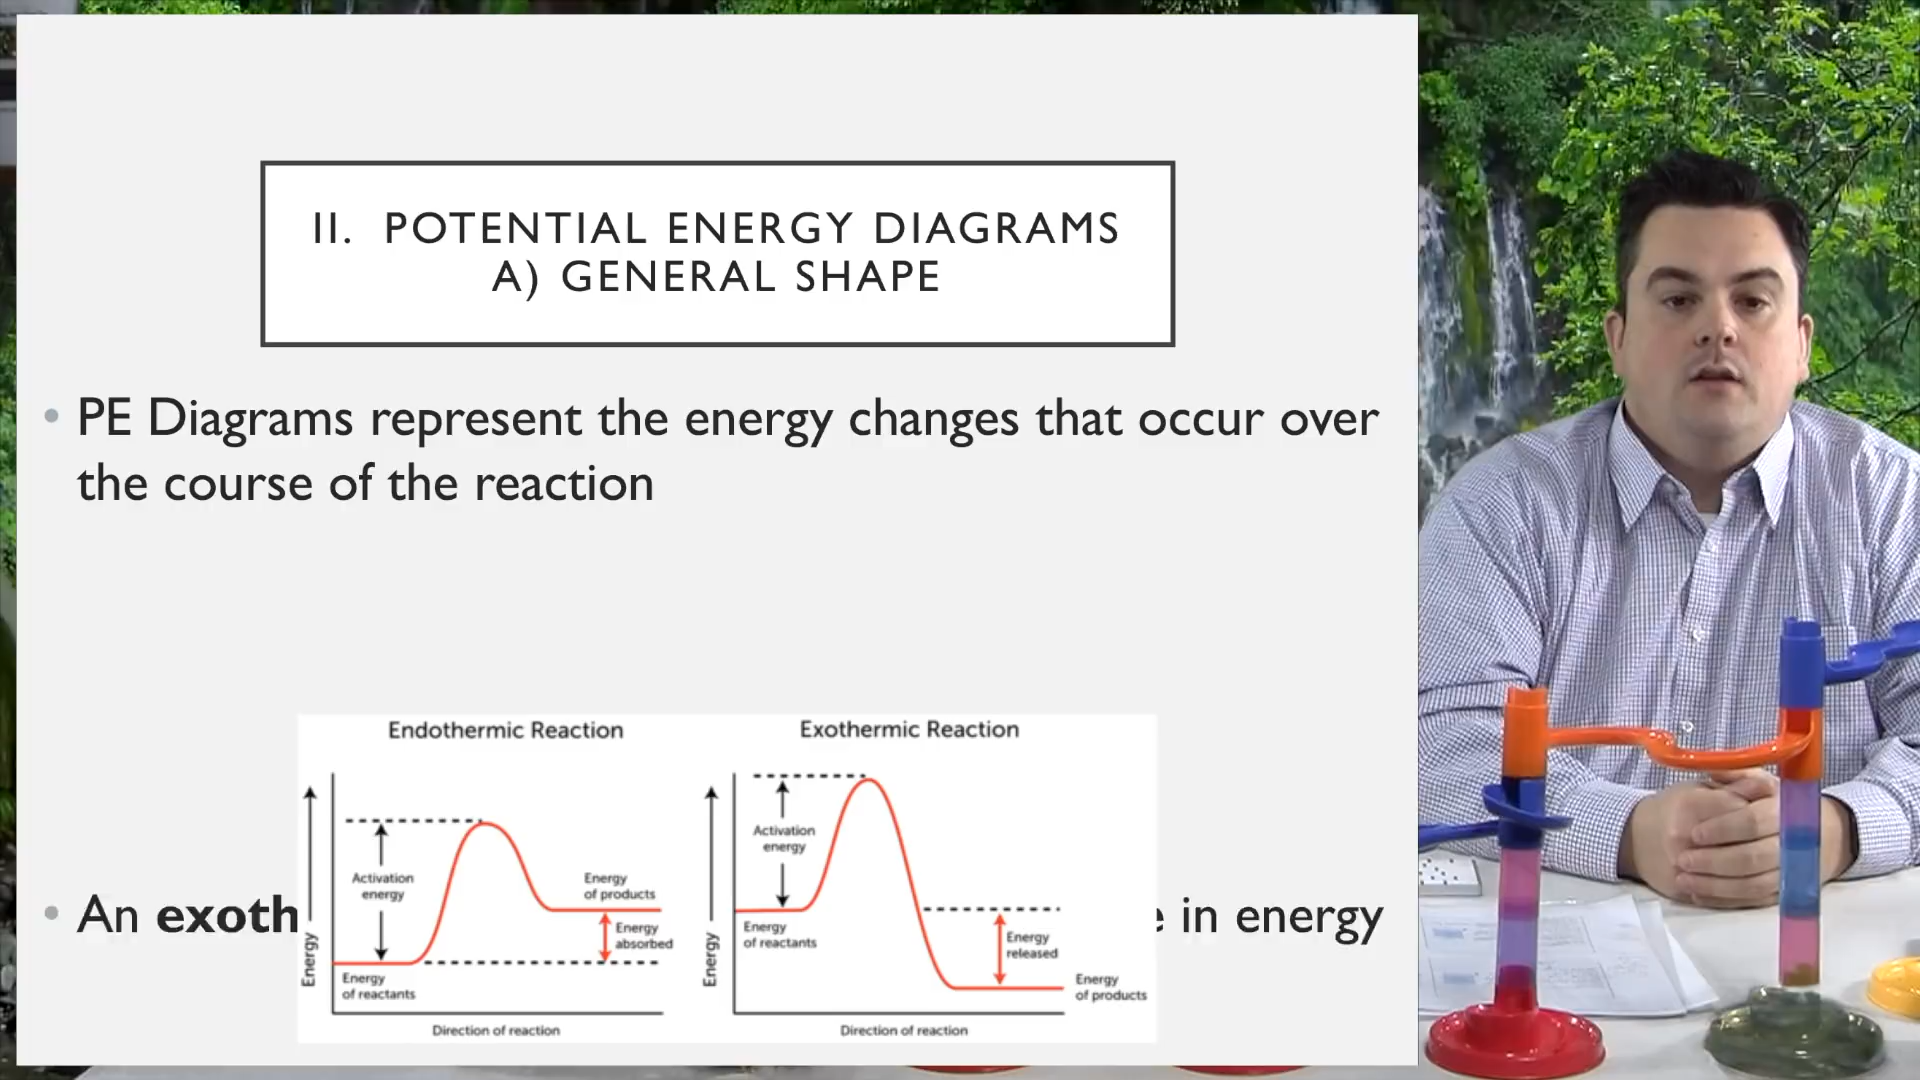 II. POTENTIAL ENERGY DIAGRAMS
A) GENERAL SHAPE
• PE Diagrams represent the energy changes that occur over
the course of the reaction
• An exoth
e in energy
Endothermic Reaction
Energy
Activation
energy
Energy
of products
Energy
absorbed
Energy
of reactants
Direction of reaction
Exothermic Reaction
Energy
Activation
energy
Energy
of reactants
Energy
released
Energy
of products
Direction of reaction